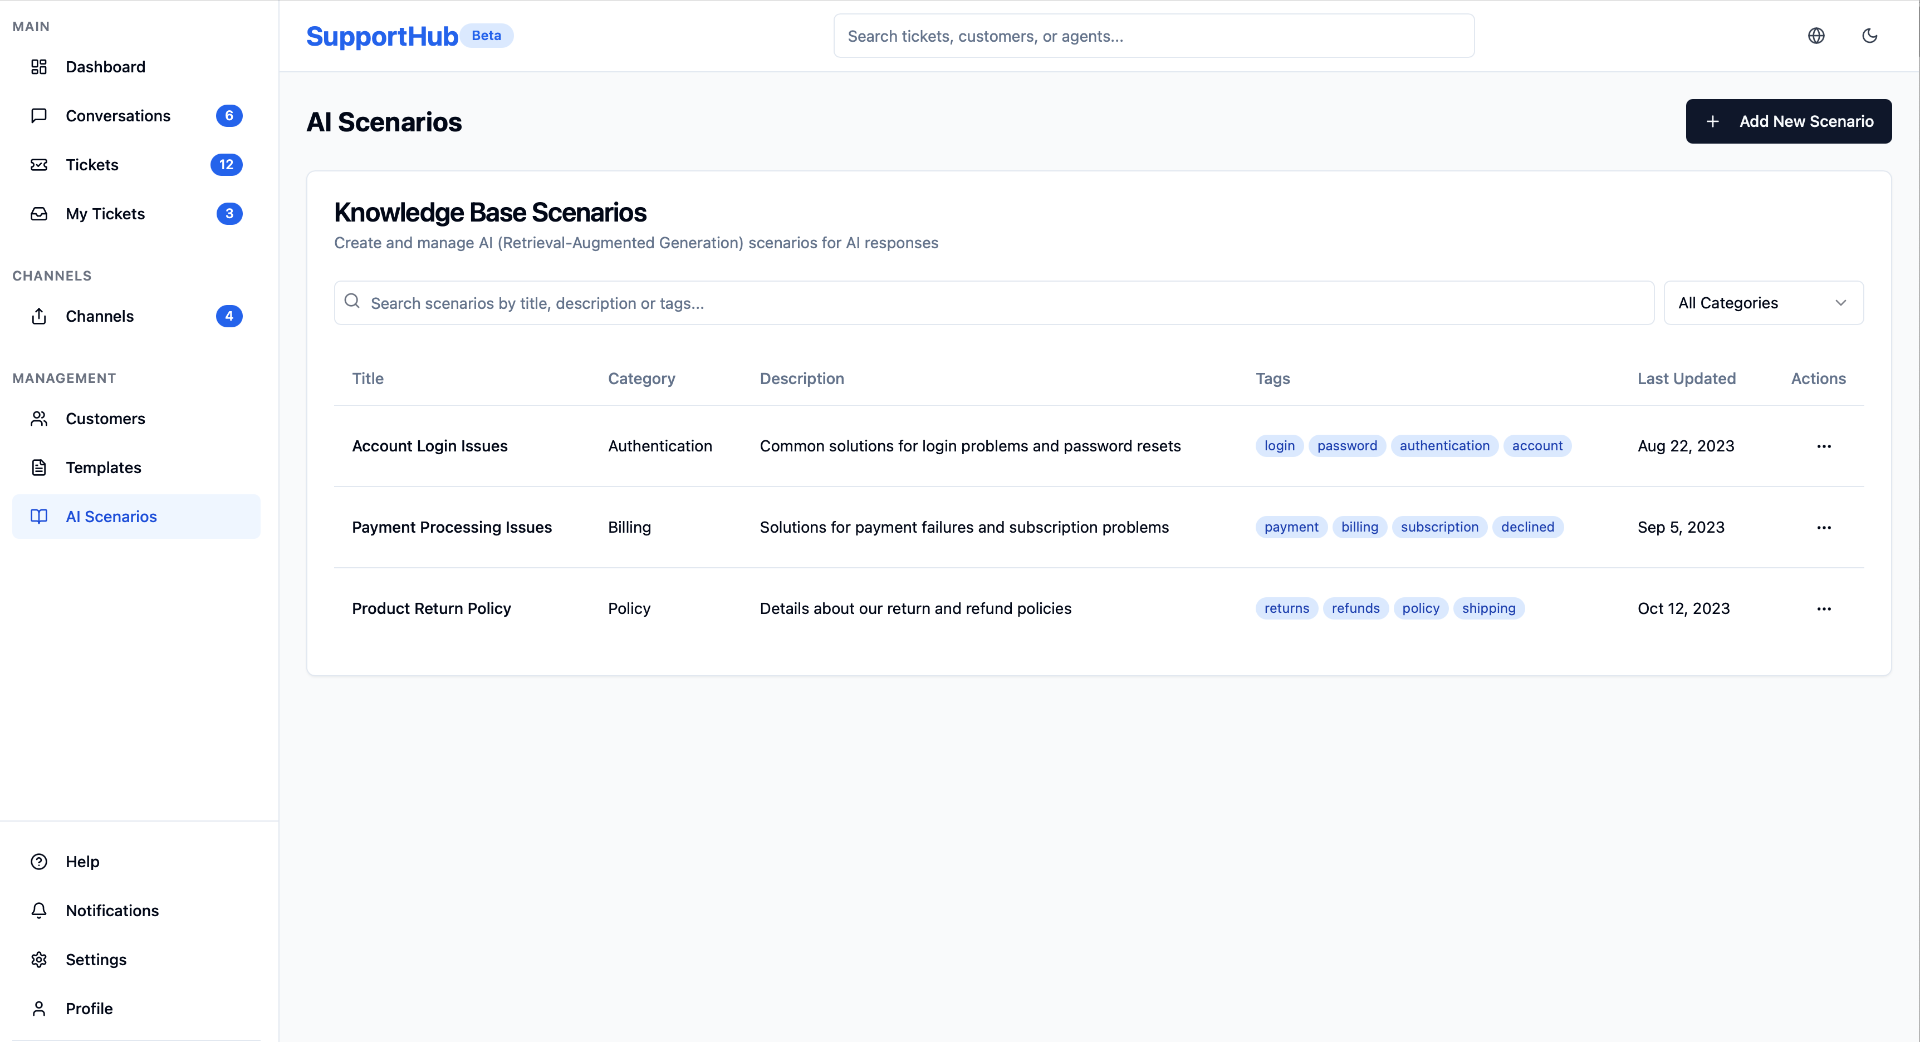 MAIN
Dashboard
Conversations 6
Tickets 12
My Tickets 3
CHANNELS
Channels 4
MANAGEMENT
Customers
Templates
AI Scenarios
Help
Notifications
Settings
Profile
SupportHub Beta
Search tickets, customers, or agents...
AI Scenarios
Add New Scenario
Knowledge Base Scenarios
Create and manage AI (Retrieval-Augmented Generation) scenarios for AI responses
Search scenarios by title, description or tags...
All Categories
Title Category Description Tags Last Updated Actions
Account Login Issues Authentication Common solutions for login problems and password resets login password authentication account Aug 22, 2023
Payment Processing Issues Billing Solutions for payment failures and subscription problems payment billing subscription declined Sep 5, 2023
Product Return Policy Policy Details about our return and refund policies returns refunds policy shipping Oct 12, 2023